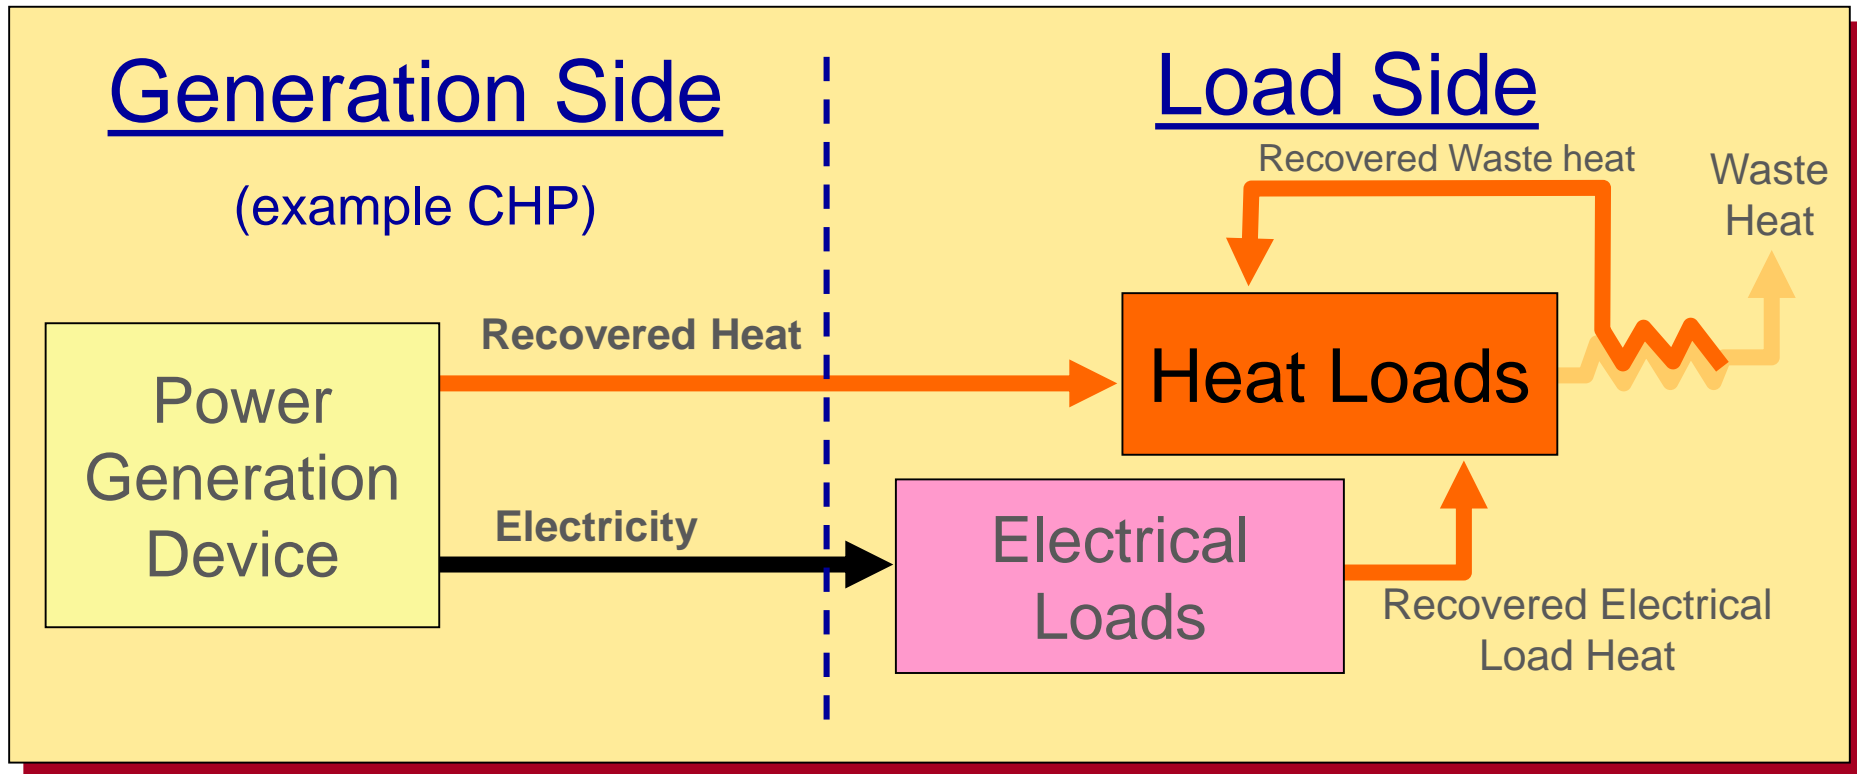 Generation Side
(example CHP)
Load Side
Recovered Waste heat
Waste
Heat
Recovered Heat
Power
Generation
Device
Heat Loads
Electricity
Electrical
Loads
Recovered Electrical
Load Heat